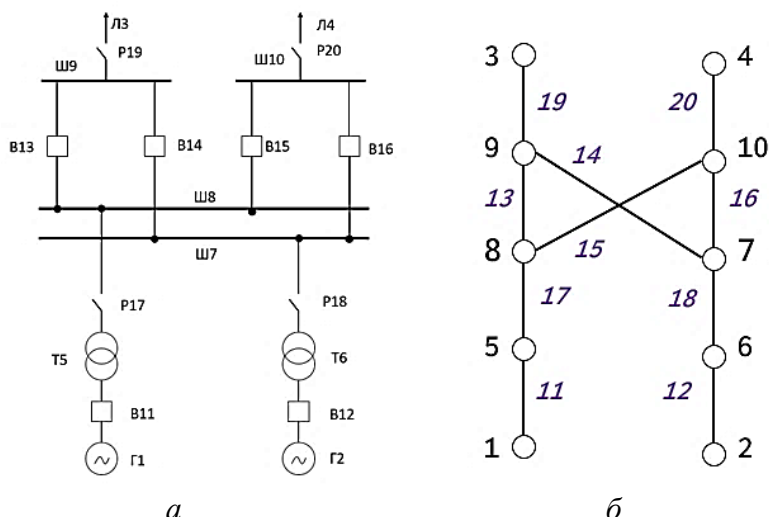 Л3 Л4
Р19 Р20
Ш9 Ш10
В13 В14 В15 В16
Ш8
Ш7
Р17 Р18
Т5 Т6
В11 В12
Г1 Г2
а
3 4
19 20
9 14 10
13 16
8 15 7
17 18
5 6
11 12
1 2
б